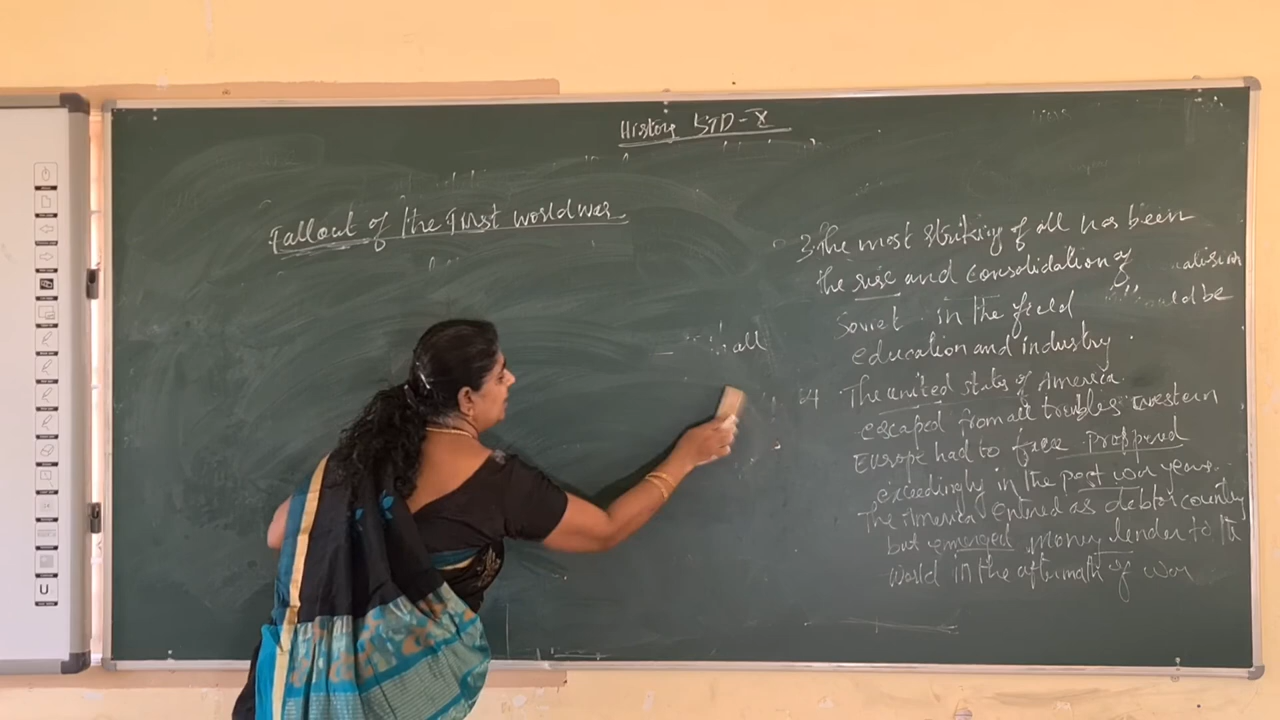 History STD-X
Fallout of the First world war
all
3. The most striking of all has been
the rise and consolidation of
Soviet in the field
education and industry.
4 The united states of America.
escaped from all troubles western
Europe had to face. Propped
exceedingly in the past war years.
The America entered as debtor country
but emerged money lender to
world in the aftermath of war
U